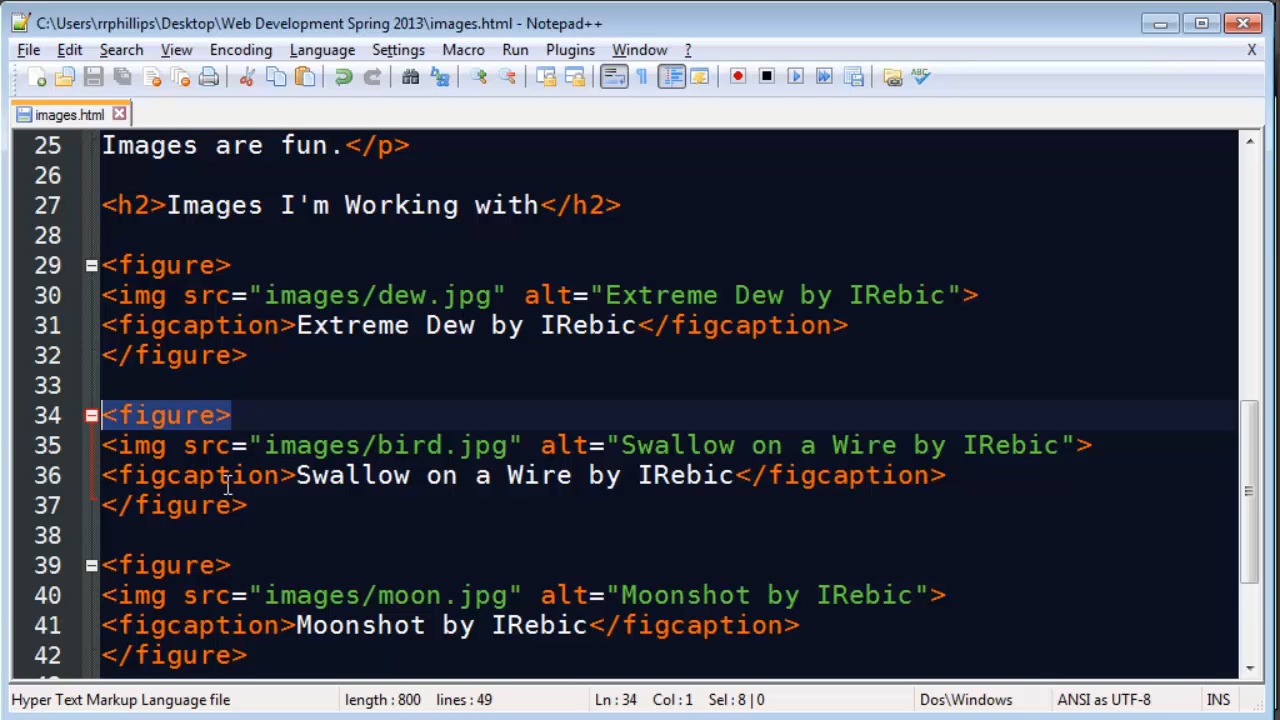 C:\Users\rrphillips\Desktop\Web Development Spring 2013\images.html - Notepad++
File Edit Search View Encoding Language Settings Macro Run Plugins Window ? X
images.html
25 Images are fun.</p>
26
27 <h2>Images I'm Working with</h2>
28
29 <figure>
30 <img src="images/dew.jpg" alt="Extreme Dew by IRebic">
31 <figcaption>Extreme Dew by IRebic</figcaption>
32 </figure>
33
34 <figure>
35 <img src="images/bird.jpg" alt="Swallow on a Wire by IRebic">
36 <figcaption>Swallow on a Wire by IRebic</figcaption>
37 </figure>
38
39 <figure>
40 <img src="images/moon.jpg" alt="Moonshot by IRebic">
41 <figcaption>Moonshot by IRebic</figcaption>
42 </figure>
Hyper Text Markup Language file length : 800 lines : 49 Ln : 34 Col : 1 Sel : 8 | 0 Dos\Windows ANSI as UTF-8 INS